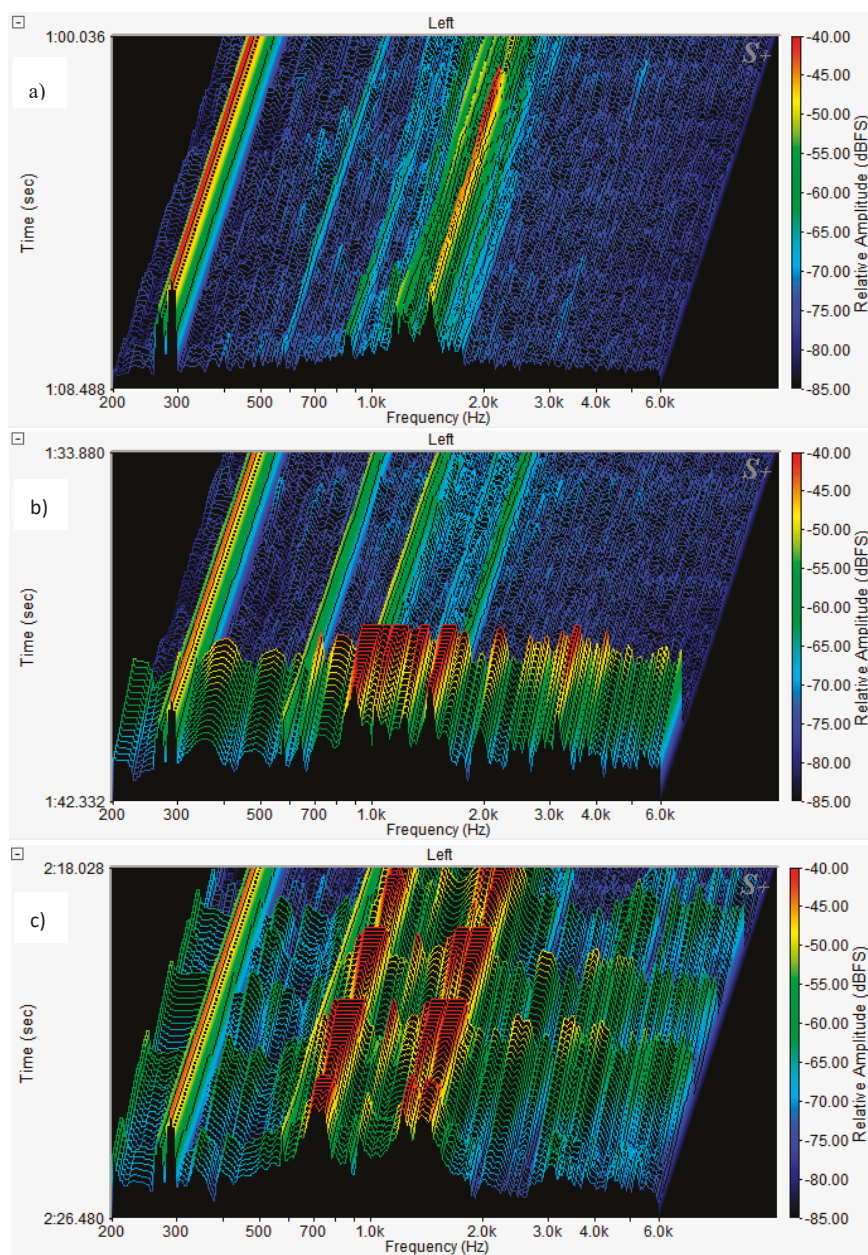 Left
1:00.036
a)
S+
Time (sec)
1:08.488
200 300 500 700 1.0k 2.0k 3.0k 4.0k 6.0k
Frequency (Hz)
-40.00
-45.00
-50.00
-55.00
-60.00
-65.00
-70.00
-75.00
-80.00
-85.00
Relative Amplitude (dBFS)
Left
1:33.880
b)
S+
Time (sec)
1:42.332
200 300 500 700 1.0k 2.0k 3.0k 4.0k 6.0k
Frequency (Hz)
-40.00
-45.00
-50.00
-55.00
-60.00
-65.00
-70.00
-75.00
-80.00
-85.00
Relative Amplitude (dBFS)
Left
2:18.028
c)
S+
Time (sec)
2:26.480
200 300 500 700 1.0k 2.0k 3.0k 4.0k 6.0k
Frequency (Hz)
-40.00
-45.00
-50.00
-55.00
-60.00
-65.00
-70.00
-75.00
-80.00
-85.00
Relative Amplitude (dBFS)